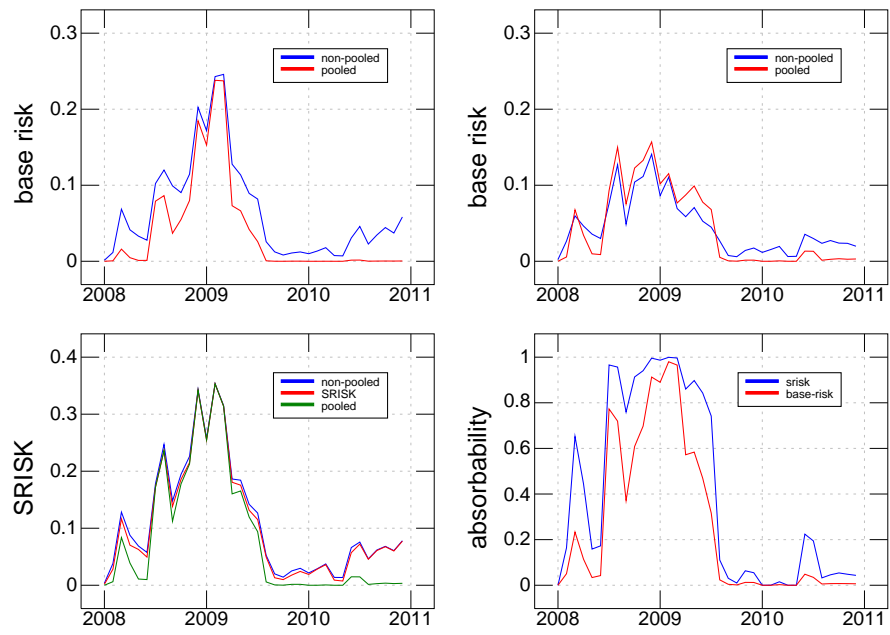 0.3
0.2
0.1
0
base risk
non-pooled
pooled
2008
2009
2010
2011
0.3
0.2
0.1
0
base risk
non-pooled
pooled
2008
2009
2010
2011
0.4
0.3
0.2
0.1
0
SRISK
non-pooled
SRISK
pooled
2008
2009
2010
2011
1
0.8
0.6
0.4
0.2
0
absorbability
srisk
base-risk
2008
2009
2010
2011